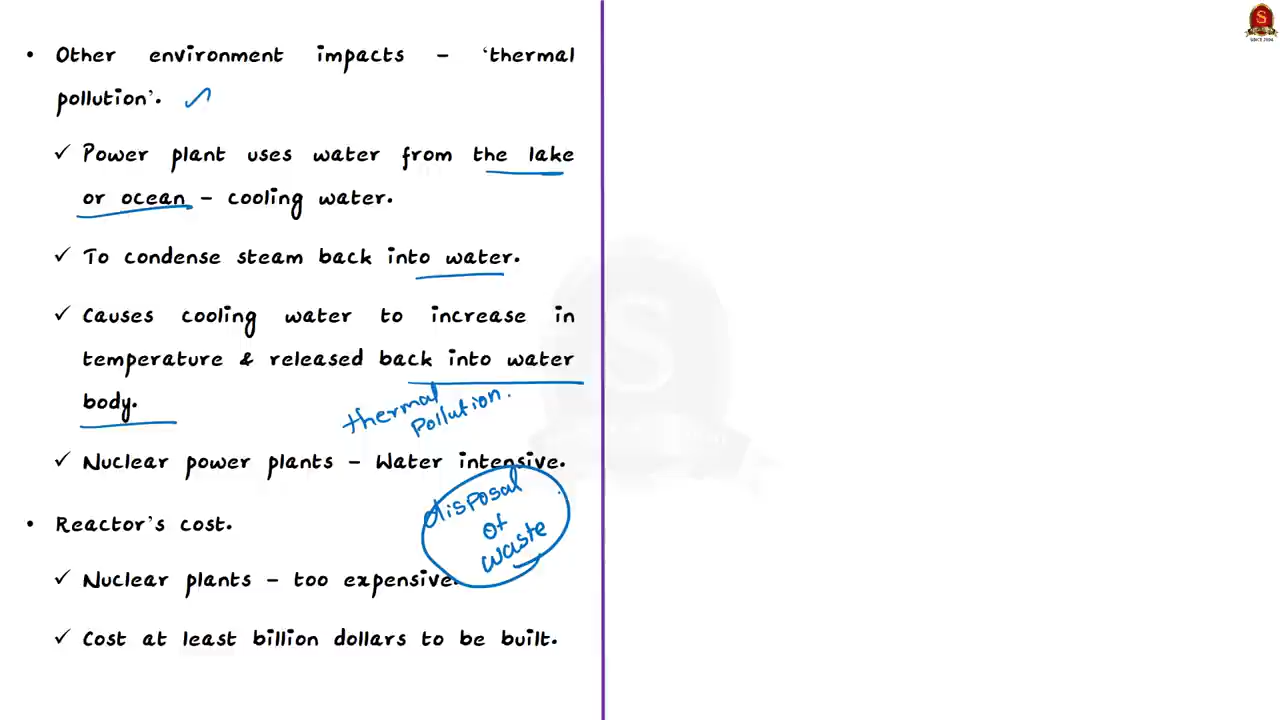 • Other environment impacts – ‘thermal
pollution’.
✓ Power plant uses water from the lake
or ocean – cooling water.
✓ To condense steam back into water.
✓ Causes cooling water to increase in
temperature & released back into water
body.
thermal
Pollution.
✓ Nuclear power plants – Water intensive.
disposal
of
waste
• Reactor’s cost.
✓ Nuclear plants – too expensive.
✓ Cost at least billion dollars to be built.
S
SINCE 2004